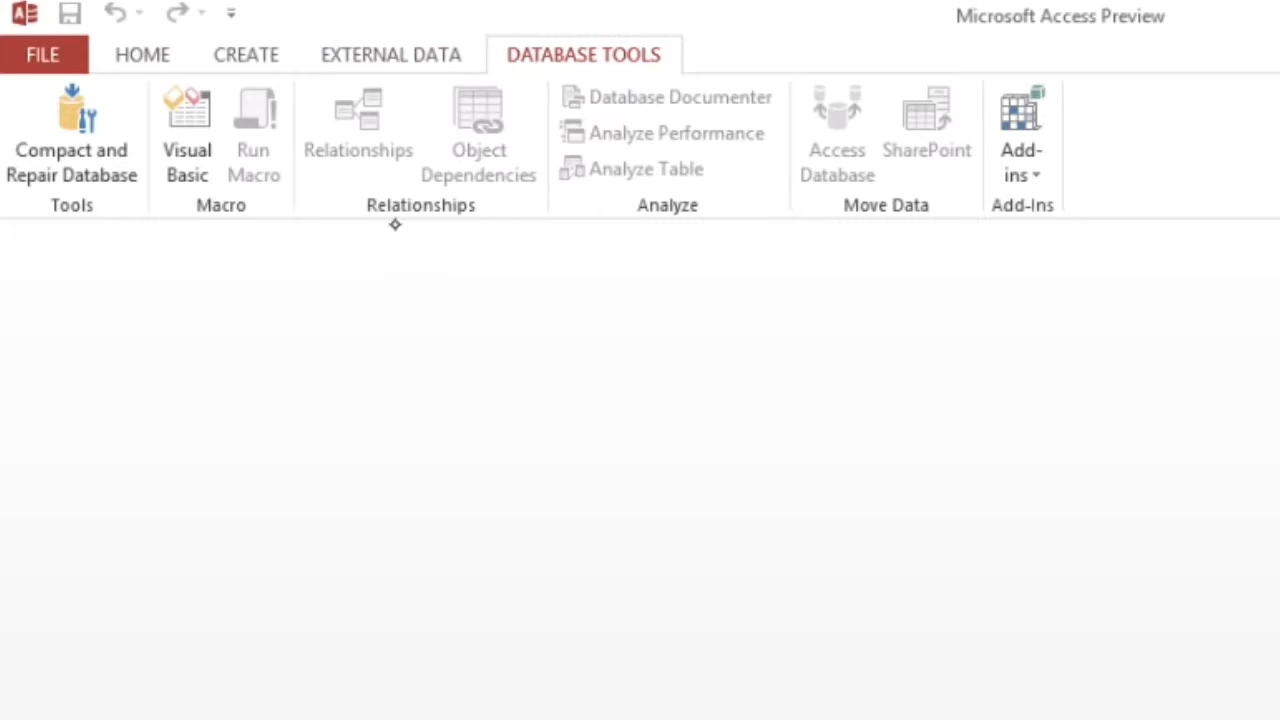 Microsoft Access Preview
FILE HOME CREATE EXTERNAL DATA DATABASE TOOLS
Compact and
Repair Database
Tools
Visual
Basic
Run
Macro
Macro
Relationships
Object
Dependencies
Relationships
Database Documenter
Analyze Performance
Analyze Table
Analyze
Access
Database
SharePoint
Move Data
Add-
ins
Add-Ins